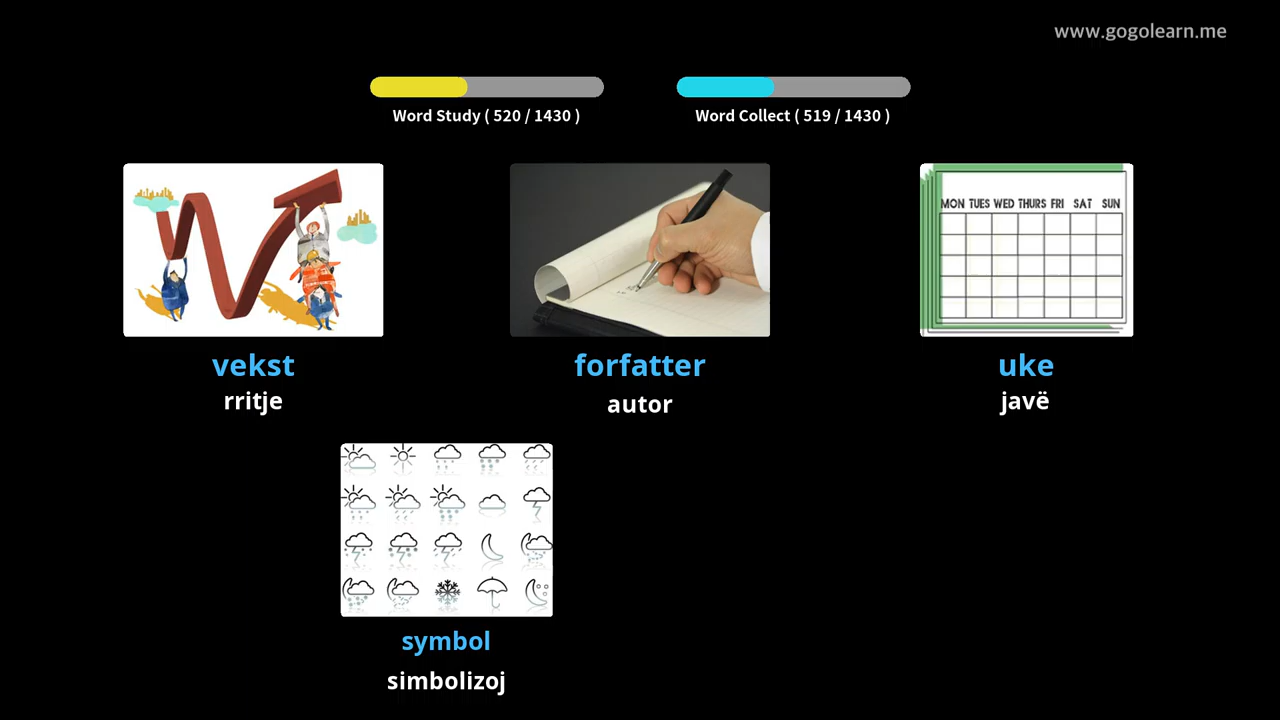 www.gogolearn.me
Word Study ( 520 / 1430 )
Word Collect ( 519 / 1430 )
MON TUES WED THURS FRI SAT SUN
vekst
rritje
forfatter
autor
uke
javë
symbol
simbolizoj